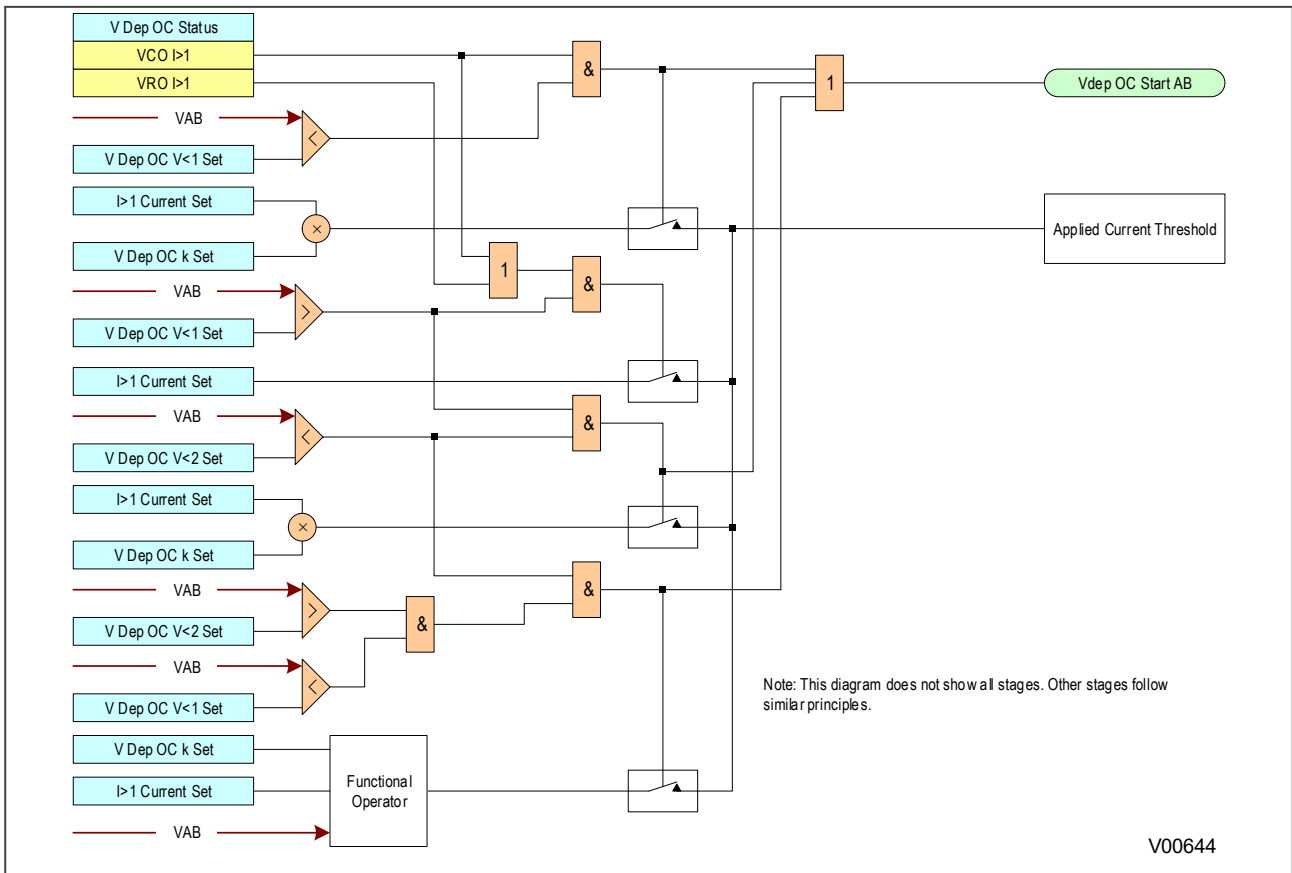 V Dep OC Status
VCO I>1
VRO I>1
VAB
V Dep OC V<1 Set
I>1 Current Set
V Dep OC k Set
VAB
V Dep OC V<1 Set
I>1 Current Set
VAB
V Dep OC V<2 Set
I>1 Current Set
V Dep OC k Set
VAB
V Dep OC V<2 Set
VAB
V Dep OC V<1 Set
V Dep OC k Set
I>1 Current Set
VAB
<
×
>
<
×
>
<
Functional
Operator
&
1
&
&
&
&
1
Vdep OC Start AB
Applied Current Threshold
Note: This diagram does not show all stages. Other stages follow
similar principles.
V00644